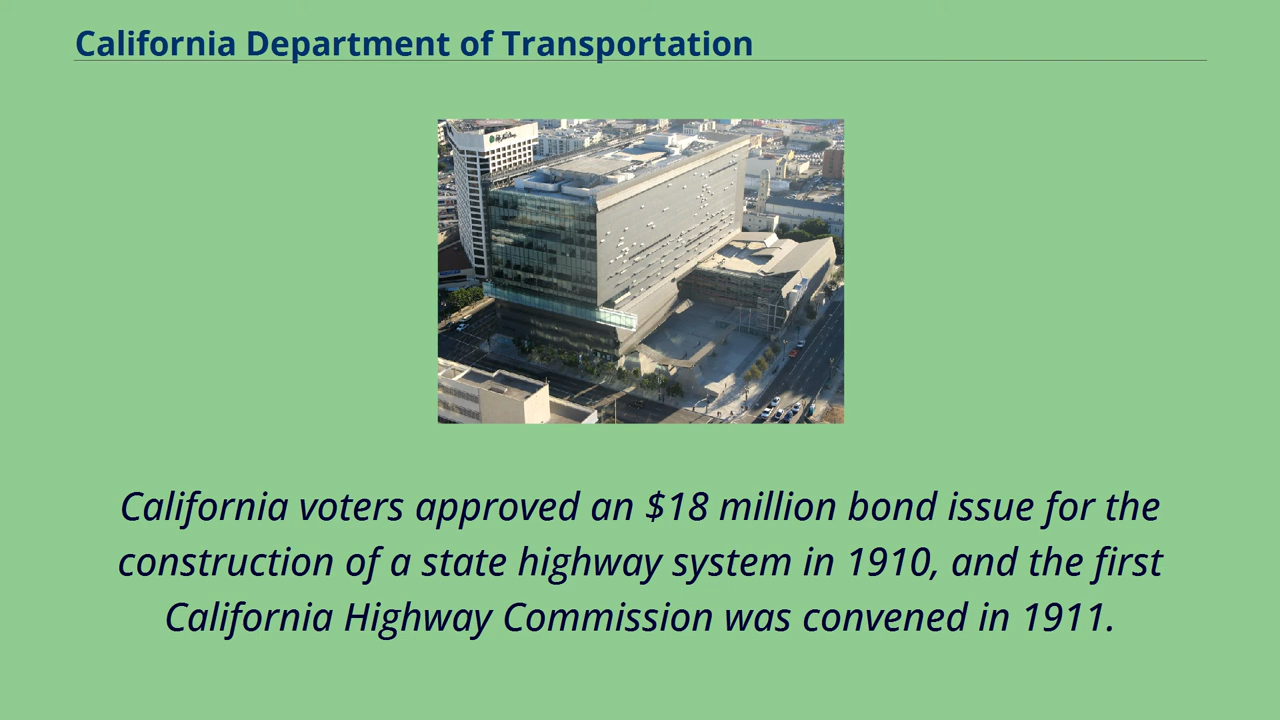 California Department of Transportation
California voters approved an $18 million bond issue for the
construction of a state highway system in 1910, and the first
California Highway Commission was convened in 1911.